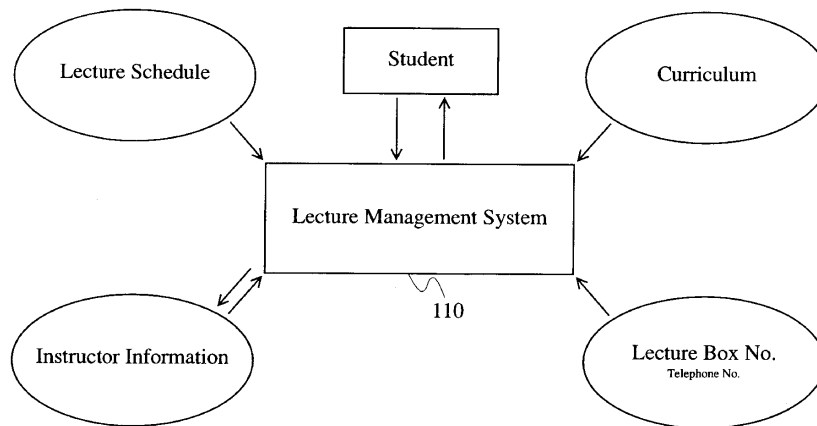 Lecture Schedule
Student
Curriculum
Lecture Management System
110
Instructor Information
Lecture Box No.
Telephone No.